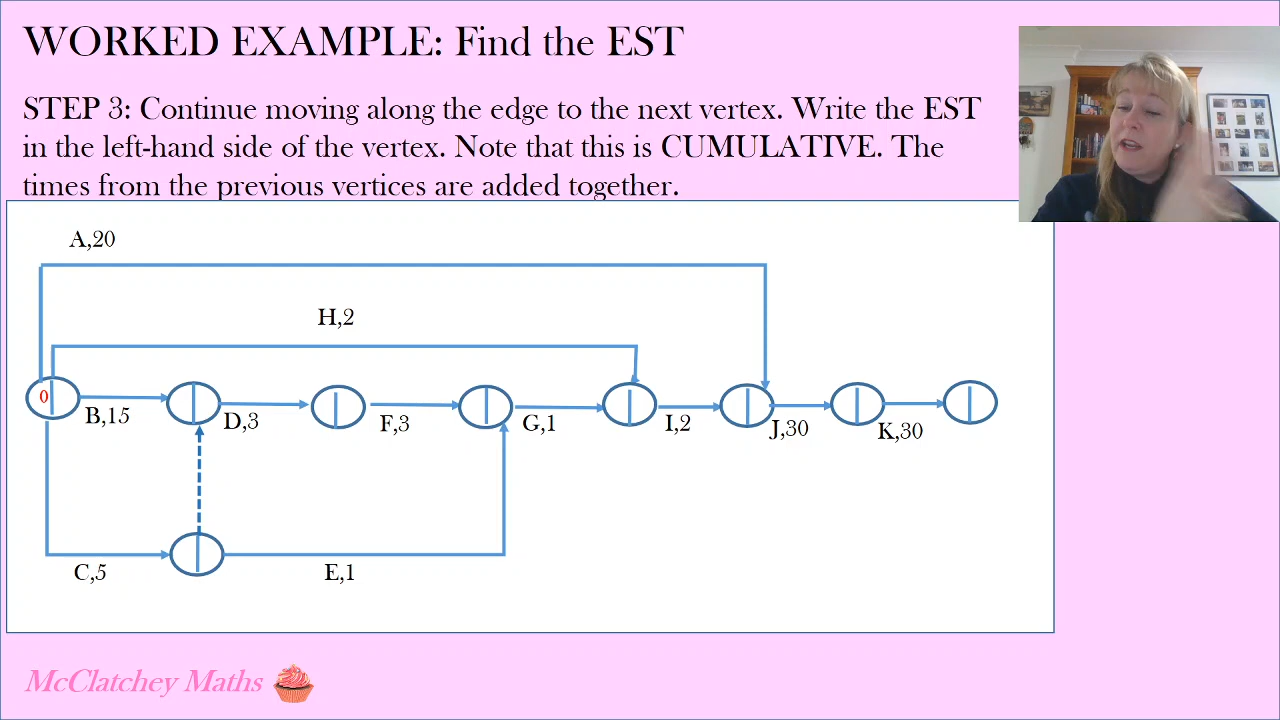 WORKED EXAMPLE: Find the EST
STEP 3: Continue moving along the edge to the next vertex. Write the EST
in the left-hand side of the vertex. Note that this is CUMULATIVE. The
times from the previous vertices are added together.
A,20
H,2
0
B,15
D,3
F,3
G,1
I,2
J,30
K,30
C,5
E,1
McClatchey Maths